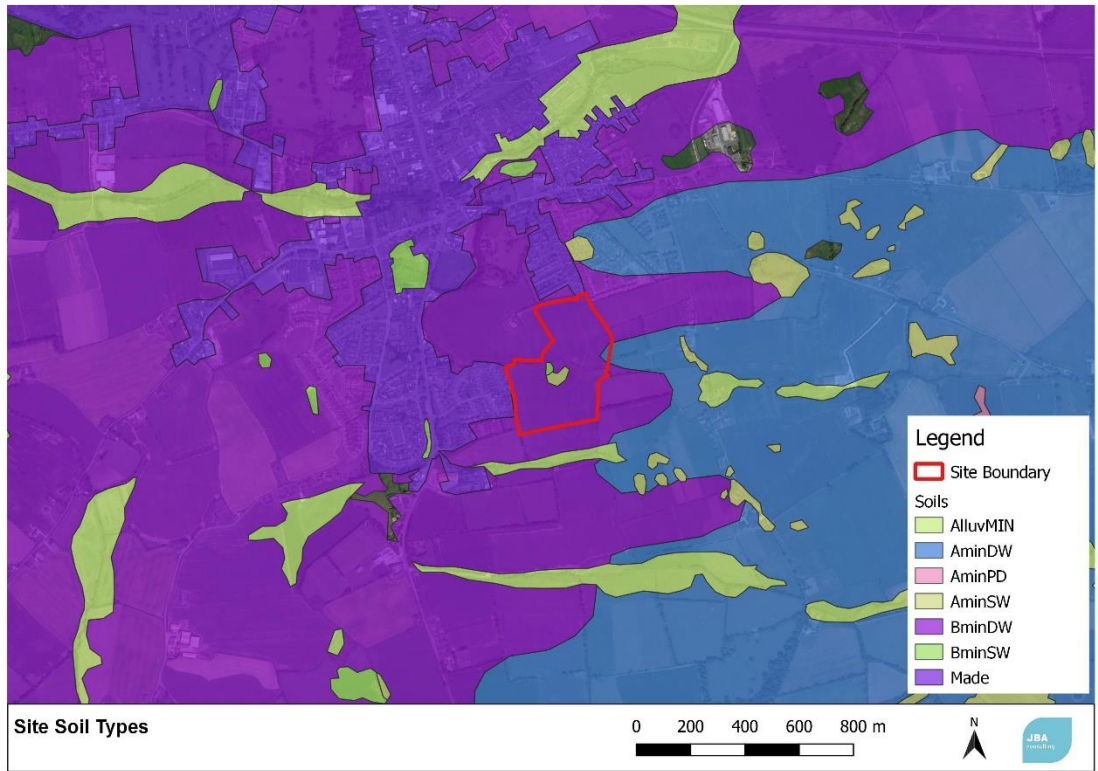 Legend
Site Boundary
Soils
AlluvMIN
AminDW
AminPD
AminSW
BminDW
BminSW
Made
Site Soil Types
0 200 400 600 800 m
N
JBA
consulting